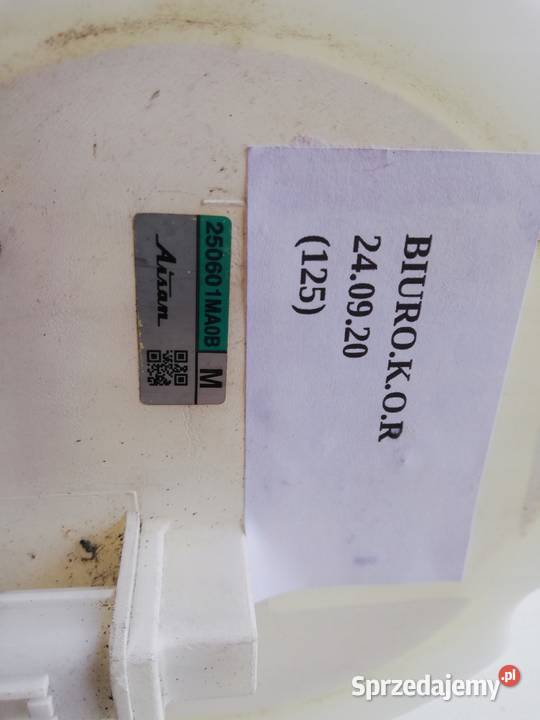 250601MA0B M
Aisan
BIURO.K.O.R
24.09.20
(125)
Sprzedajemy.pl